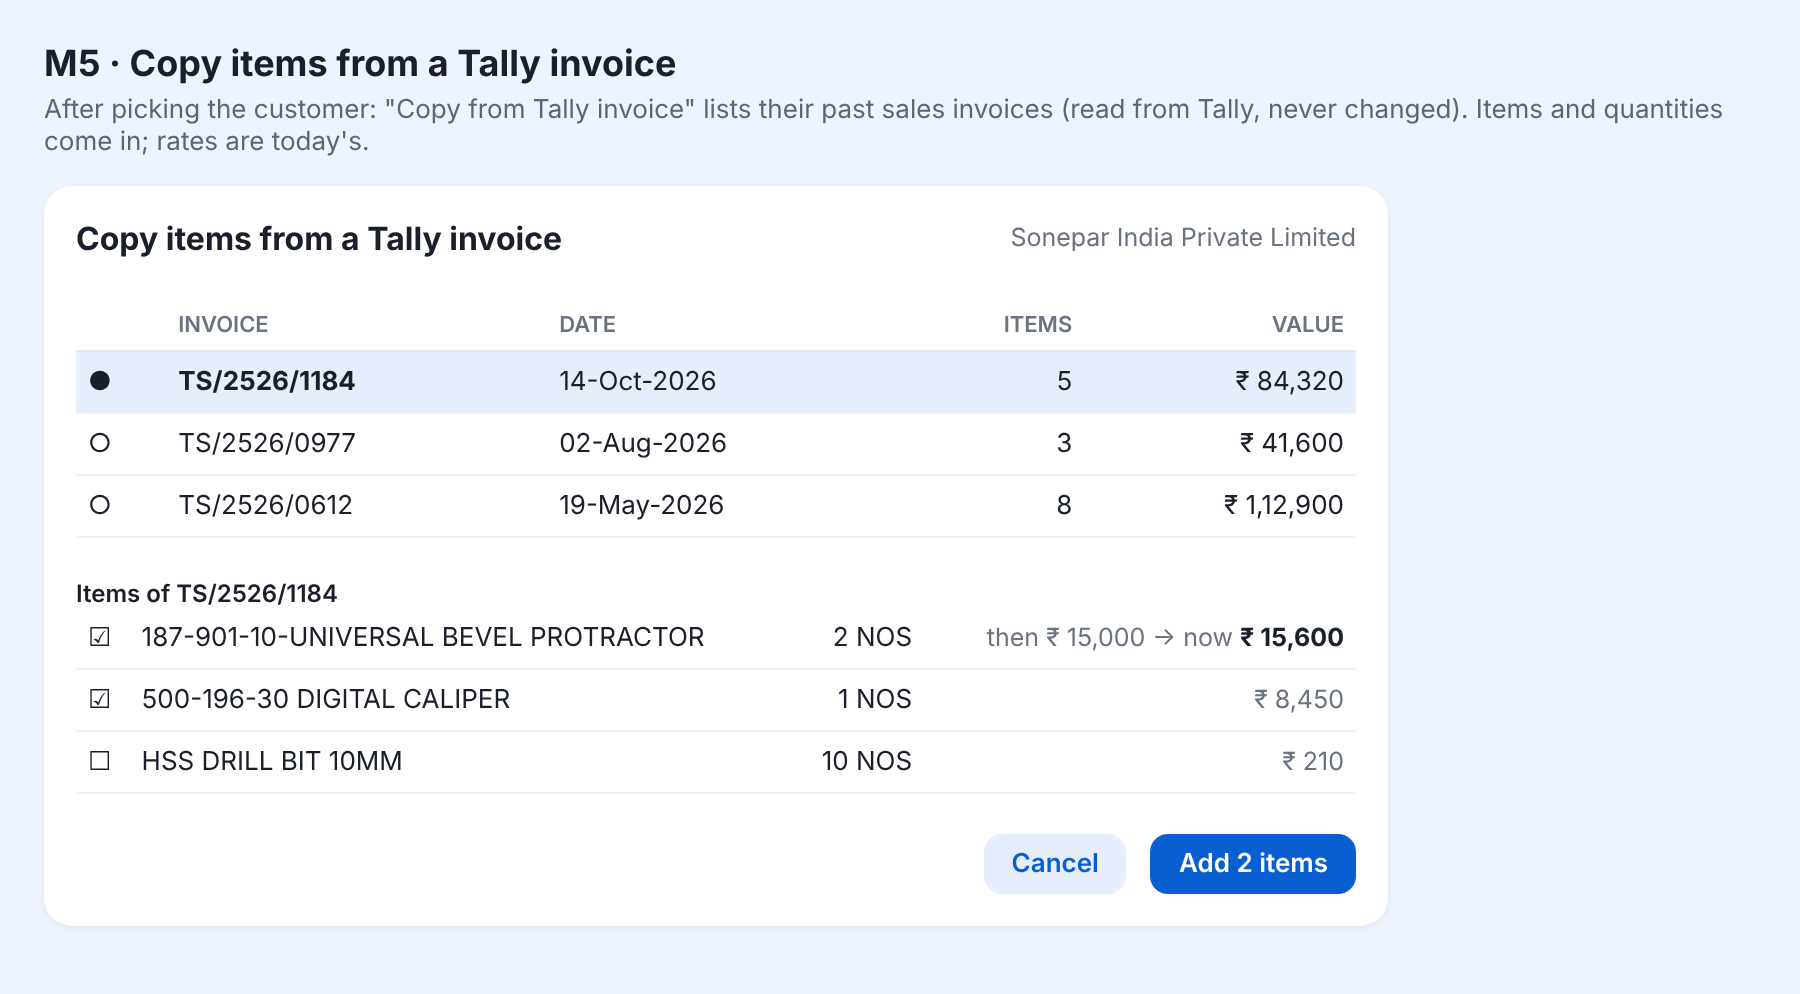 M5 · Copy items from a Tally invoice
After picking the customer: "Copy from Tally invoice" lists their past sales invoices (read from Tally, never changed). Items and quantities
come in; rates are today's.
Copy items from a Tally invoice Sonepar India Private Limited
INVOICE DATE ITEMS VALUE
TS/2526/1184 14-Oct-2026 5 ₹ 84,320
TS/2526/0977 02-Aug-2026 3 ₹ 41,600
TS/2526/0612 19-May-2026 8 ₹ 1,12,900
Items of TS/2526/1184
☑ 187-901-10-UNIVERSAL BEVEL PROTRACTOR 2 NOS then ₹ 15,000 → now ₹ 15,600
☑ 500-196-30 DIGITAL CALIPER 1 NOS ₹ 8,450
☐ HSS DRILL BIT 10MM 10 NOS ₹ 210
Cancel Add 2 items